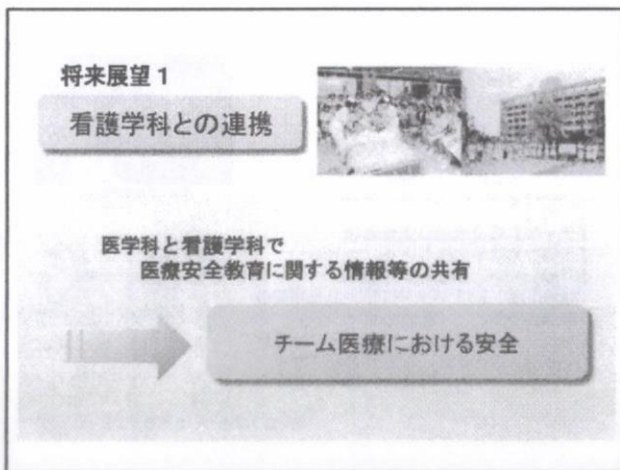 将来展望1
看護学科との連携
医学科と看護学科で
医療安全教育に関する情報等の共有
チーム医療における安全